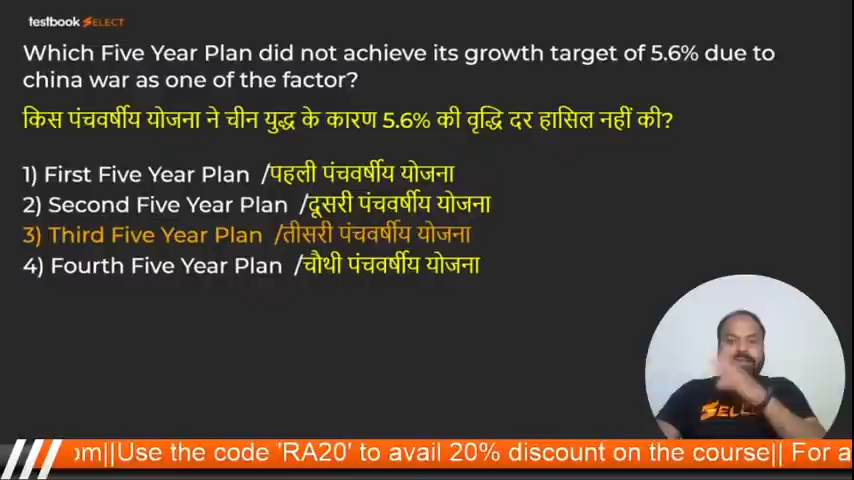 testbook SELECT
Which Five Year Plan did not achieve its growth target of 5.6% due to
china war as one of the factor?
किस पंचवर्षीय योजना ने चीन युद्ध के कारण 5.6% की वृद्धि दर हासिल नहीं की?
1) First Five Year Plan /पहली पंचवर्षीय योजना
2) Second Five Year Plan /दूसरी पंचवर्षीय योजना
3) Third Five Year Plan /तीसरी पंचवर्षीय योजना
4) Fourth Five Year Plan /चौथी पंचवर्षीय योजना
SELE
om||Use the code 'RA20' to avail 20% discount on the course|| For a